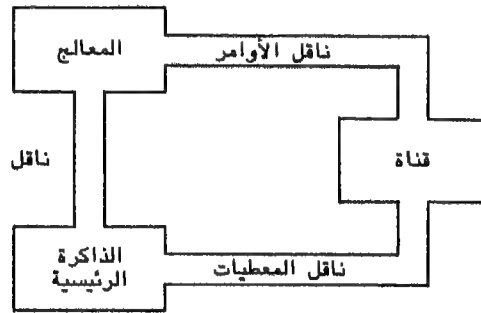 المعالج
ناقل الأوامر
ناقل
قناة
الذاكرة
الرئيسية
ناقل المعطيات